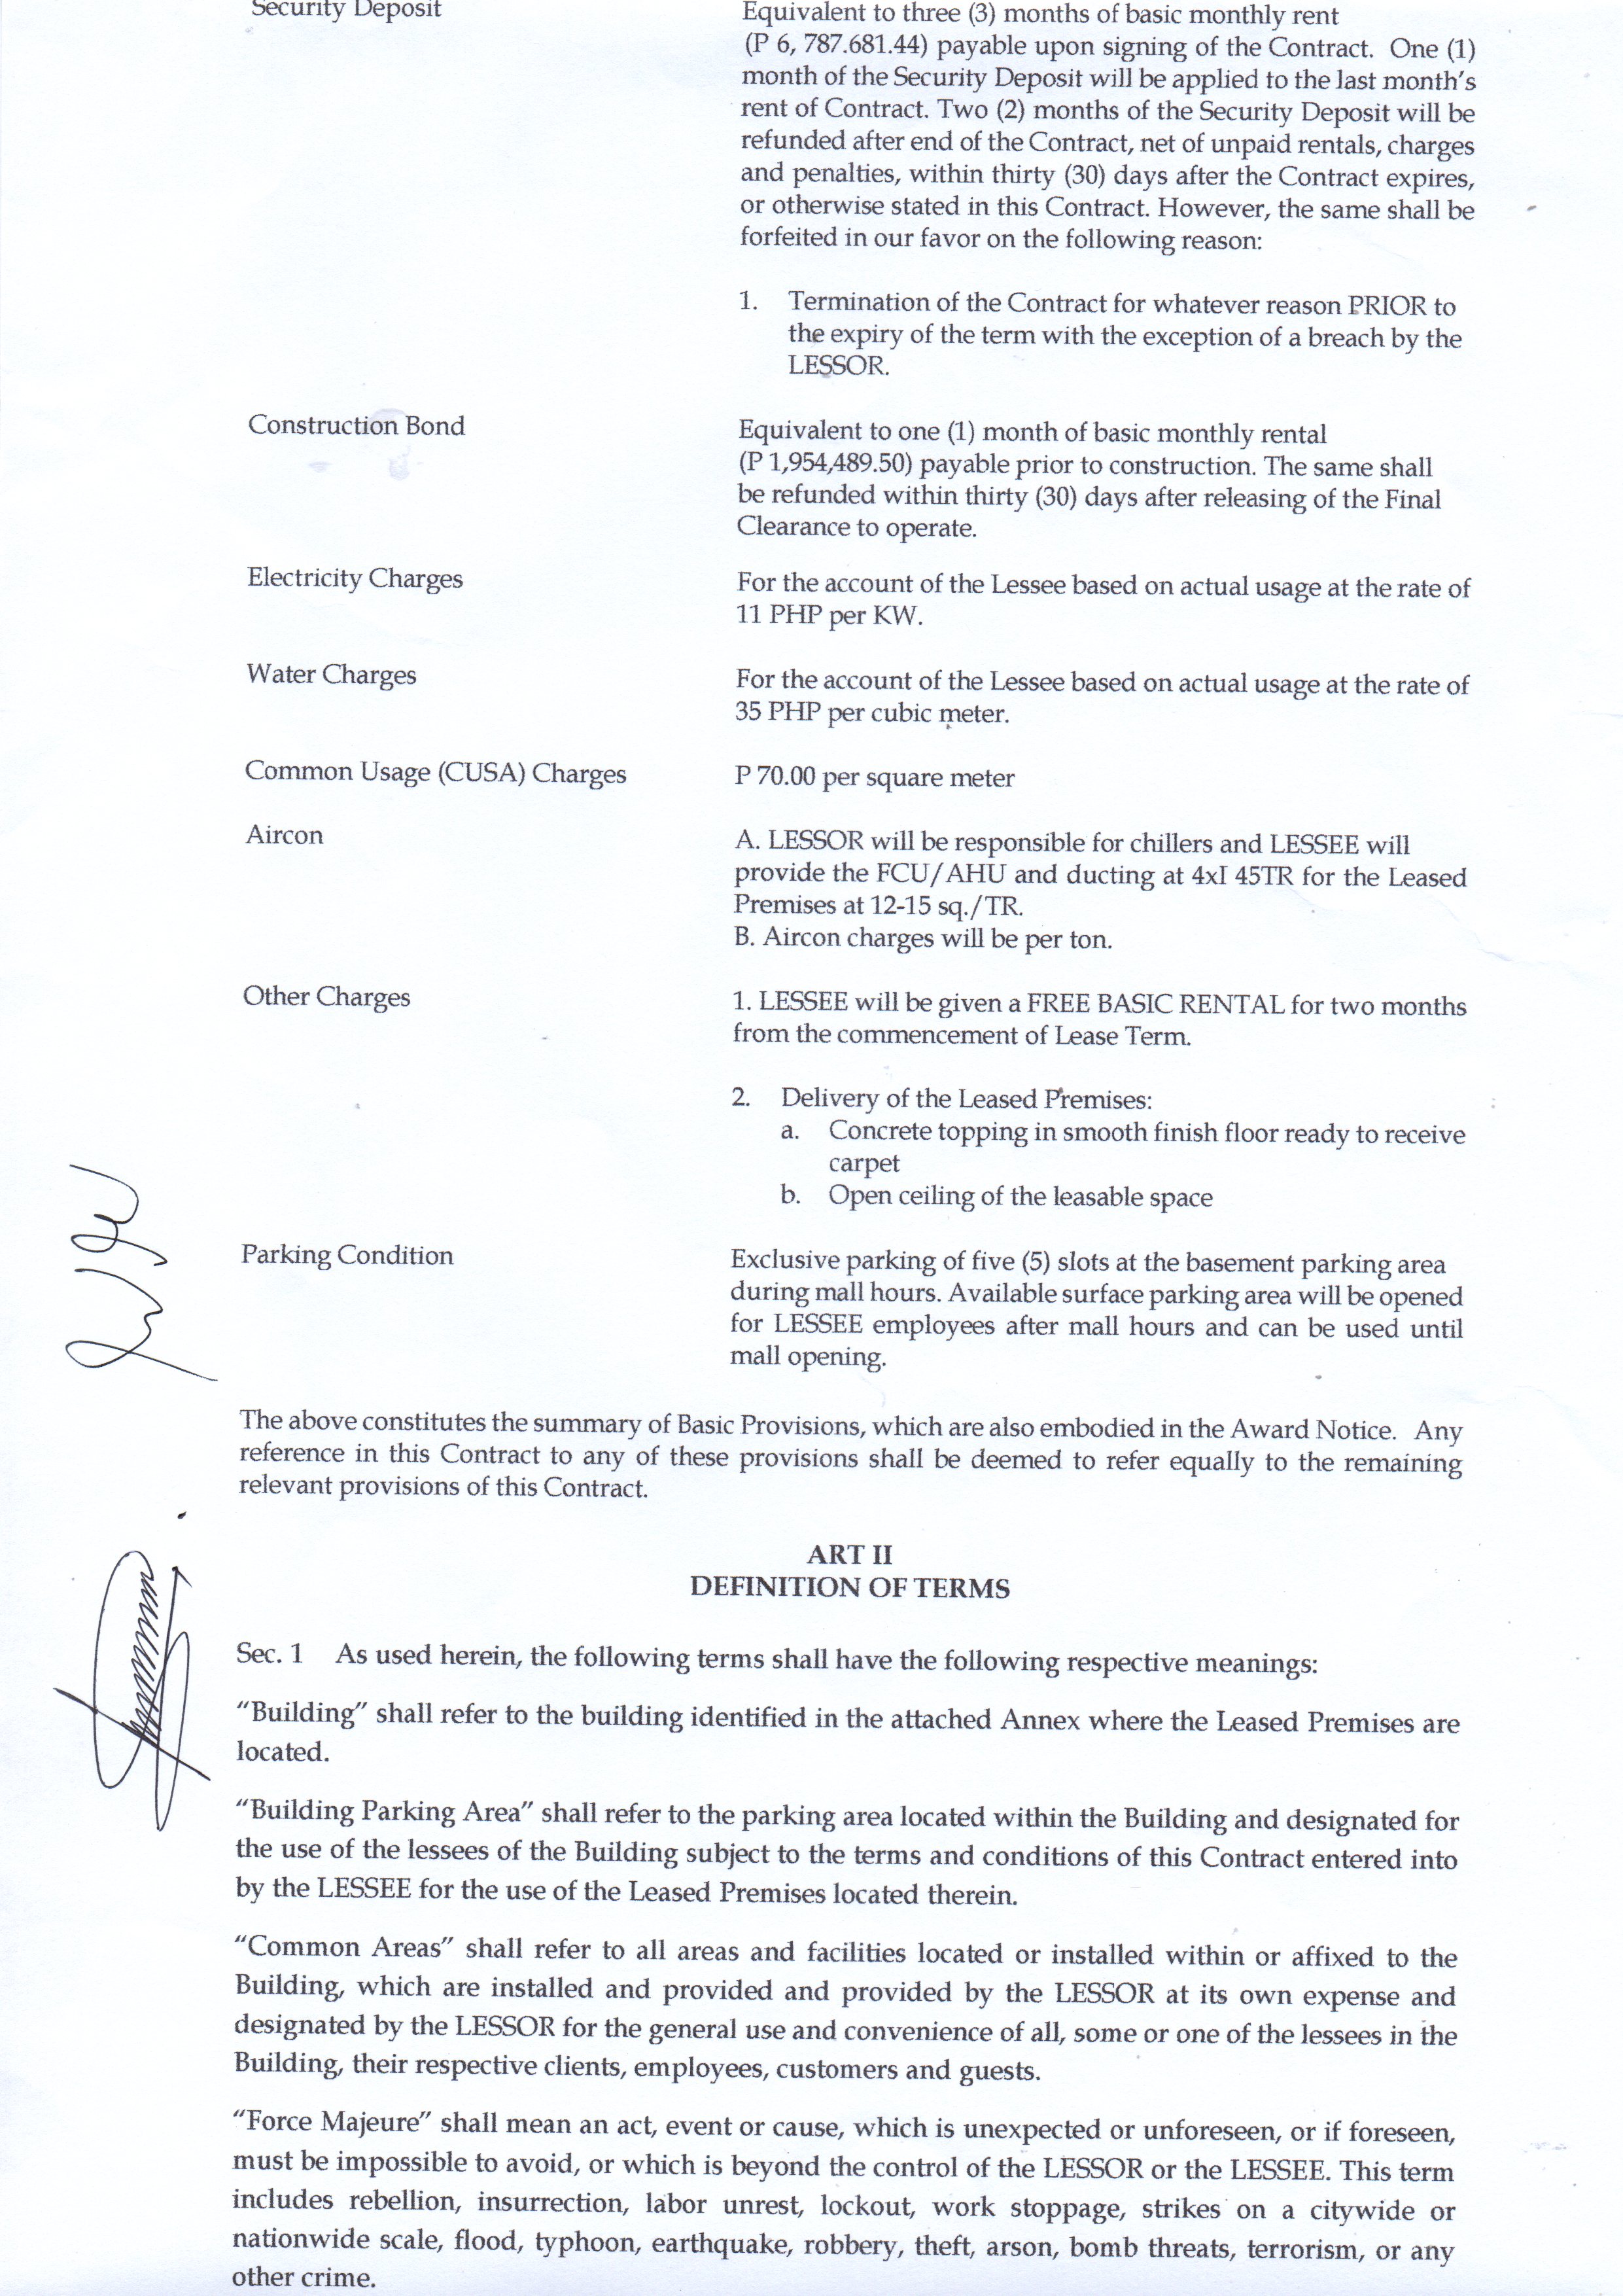 Security Deposit
Equivalent to three (3) months of basic monthly rent
(P 6, 787.681.44) payable upon signing of the Contract. One (1)
month of the Security Deposit will be applied to the last month's
rent of Contract. Two (2) months of the Security Deposit will be
refunded after end of the Contract, net of unpaid rentals, charges
and penalties, within thirty (30) days after the Contract expires,
or otherwise stated in this Contract. However, the same shall be
forfeited in our favor on the following reason:
1. Termination of the Contract for whatever reason PRIOR to
the expiry of the term with the exception of a breach by the
LESSOR.
Construction Bond
Equivalent to one (1) month of basic monthly rental
(P 1,954,489.50) payable prior to construction. The same shall
be refunded within thirty (30) days after releasing of the Final
Clearance to operate.
Electricity Charges
For the account of the Lessee based on actual usage at the rate of
11 PHP per KW.
Water Charges
For the account of the Lessee based on actual usage at the rate of
35 PHP per cubic meter.
Common Usage (CUSA) Charges
P 70.00 per square meter
Aircon
A. LESSOR will be responsible for chillers and LESSEE will
provide the FCU/AHU and ducting at 4xI 45TR for the Leased
Premises at 12-15 sq./TR.
B. Aircon charges will be per ton.
Other Charges
1. LESSEE will be given a FREE BASIC RENTAL for two months
from the commencement of Lease Term.
2. Delivery of the Leased Premises:
a. Concrete topping in smooth finish floor ready to receive
carpet
b. Open ceiling of the leasable space
Parking Condition
Exclusive parking of five (5) slots at the basement parking area
during mall hours. Available surface parking area will be opened
for LESSEE employees after mall hours and can be used until
mall opening.
The above constitutes the summary of Basic Provisions, which are also embodied in the Award Notice. Any
reference in this Contract to any of these provisions shall be deemed to refer equally to the remaining
relevant provisions of this Contract.
ART II
DEFINITION OF TERMS
Sec. 1 As used herein, the following terms shall have the following respective meanings:
“Building” shall refer to the building identified in the attached Annex where the Leased Premises are
located.
“Building Parking Area” shall refer to the parking area located within the Building and designated for
the use of the lessees of the Building subject to the terms and conditions of this Contract entered into
by the LESSEE for the use of the Leased Premises located therein.
“Common Areas” shall refer to all areas and facilities located or installed within or affixed to the
Building, which are installed and provided and provided by the LESSOR at its own expense and
designated by the LESSOR for the general use and convenience of all, some or one of the lessees in the
Building, their respective clients, employees, customers and guests.
“Force Majeure” shall mean an act, event or cause, which is unexpected or unforeseen, or if foreseen,
must be impossible to avoid, or which is beyond the control of the LESSOR or the LESSEE. This term
includes rebellion, insurrection, labor unrest, lockout, work stoppage, strikes on a citywide or
nationwide scale, flood, typhoon, earthquake, robbery, theft, arson, bomb threats, terrorism, or any
other crime.